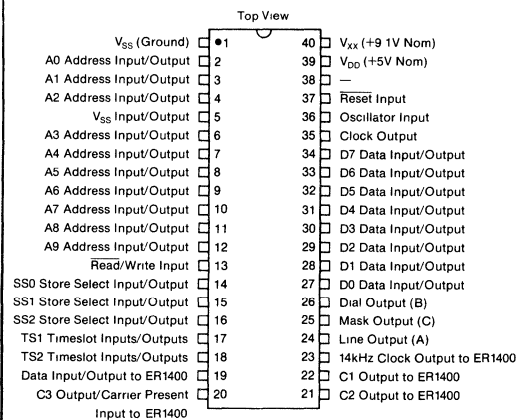 Top View
V_SS (Ground) 1 40 V_XX (+9 1V Nom)
A0 Address Input/Output 2 39 V_DD (+5V Nom)
A1 Address Input/Output 3 38 —
A2 Address Input/Output 4 37 R̅e̅s̅e̅t̅ Input
V_SS Input/Output 5 36 Oscillator Input
A3 Address Input/Output 6 35 Clock Output
A4 Address Input/Output 7 34 D7 Data Input/Output
A5 Address Input/Output 8 33 D6 Data Input/Output
A6 Address Input/Output 9 32 D5 Data Input/Output
A7 Address Input/Output 10 31 D4 Data Input/Output
A8 Address Input/Output 11 30 D3 Data Input/Output
A9 Address Input/Output 12 29 D2 Data Input/Output
R̅e̅a̅d̅/Write Input 13 28 D1 Data Input/Output
SS0 Store Select Input/Output 14 27 D0 Data Input/Output
SS1 Store Select Input/Output 15 26 Dial Output (B)
SS2 Store Select Input/Output 16 25 Mask Output (C)
TS1 Timeslot Inputs/Outputs 17 24 Line Output (A)
TS2 Timeslot Inputs/Outputs 18 23 14kHz Clock Output to ER1400
Data Input/Output to ER1400 19 22 C1 Output to ER1400
C3 Output/Carrier Present 20 21 C2 Output to ER1400
Input to ER1400